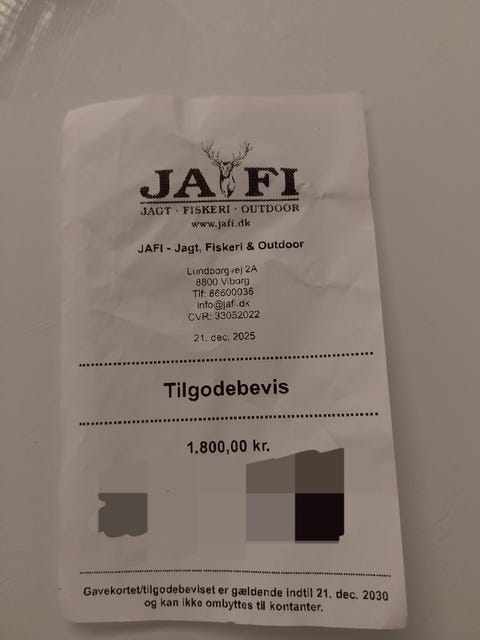 JAFI
JAGT · FISKERI · OUTDOOR
www.jafi.dk
JAFI - Jagt, Fiskeri & Outdoor
Lundborgvej 2A
8800 Viborg
Tlf: 86600036
info@jafi.dk
CVR: 33052022
21. dec. 2025
Tilgodebevis
1.800,00 kr.
Gavekortet/tilgodebeviset er gældende indtil 21. dec. 2030
og kan ikke ombyttes til kontanter.